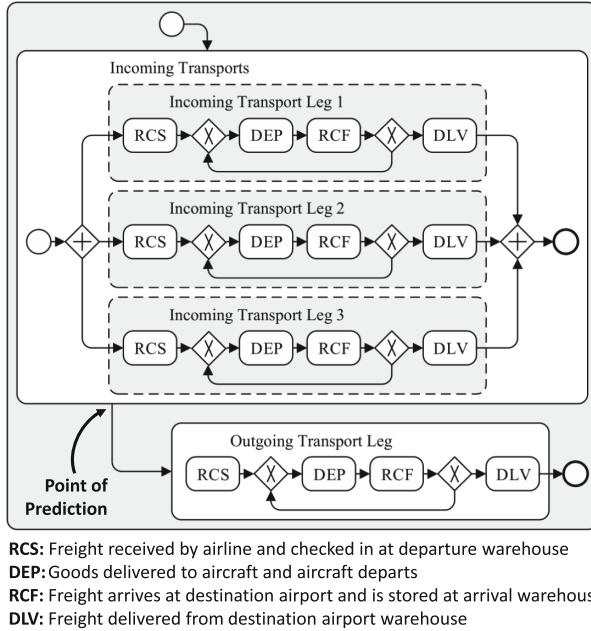 Incoming Transports
Incoming Transport Leg 1
RCS X DEP RCF X DLV
Incoming Transport Leg 2
+ RCS X DEP RCF X DLV +
Incoming Transport Leg 3
RCS X DEP RCF X DLV
Outgoing Transport Leg
RCS X DEP RCF X DLV
Point of
Prediction
RCS: Freight received by airline and checked in at departure warehouse
DEP: Goods delivered to aircraft and aircraft departs
RCF: Freight arrives at destination airport and is stored at arrival warehous
DLV: Freight delivered from destination airport warehouse